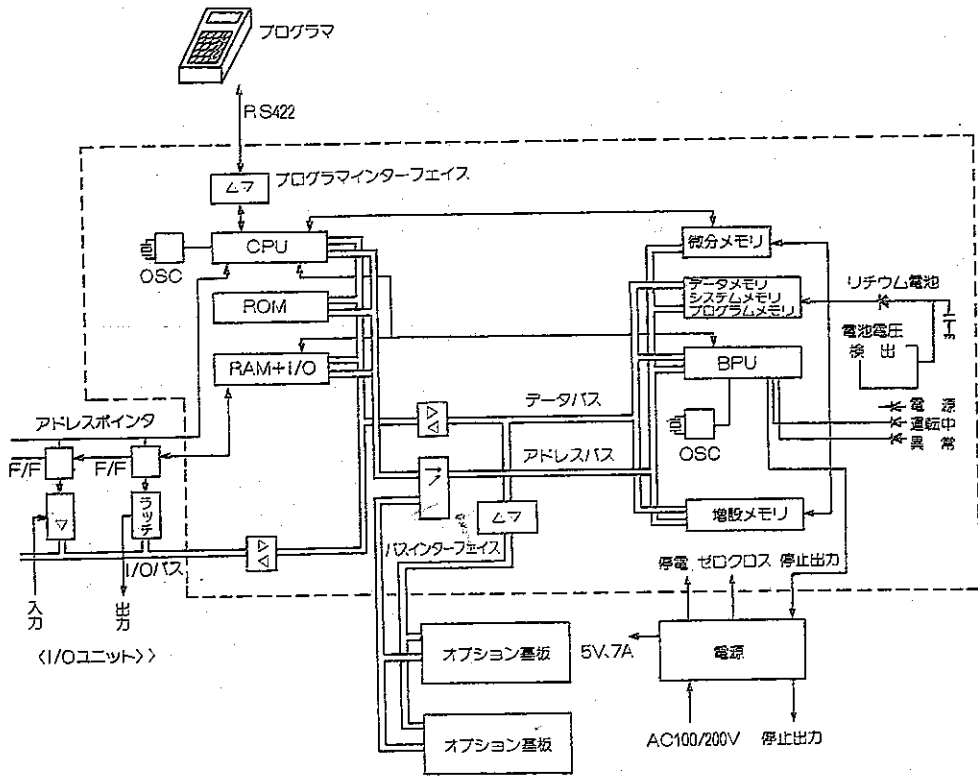 プログラマ
RS422
プログラマインターフェイス
CPU
OSC
ROM
RAM+I/O
微分メモリ
データメモリ
システムメモリ
プログラムメモリ
リチウム電池
電池電圧
検出
BPU
OSC
電源
運転中
異常
データバス
アドレスバス
アドレスポインタ
F/F
F/F
ラッチ
I/Oバス
入力
出力
〈I/Oユニット〉〉
バスインターフェイス
増設メモリ
停電
ゼロクロス
停止出力
オプション基板
オプション基板
5V、7A
電源
AC100/200V
停止出力